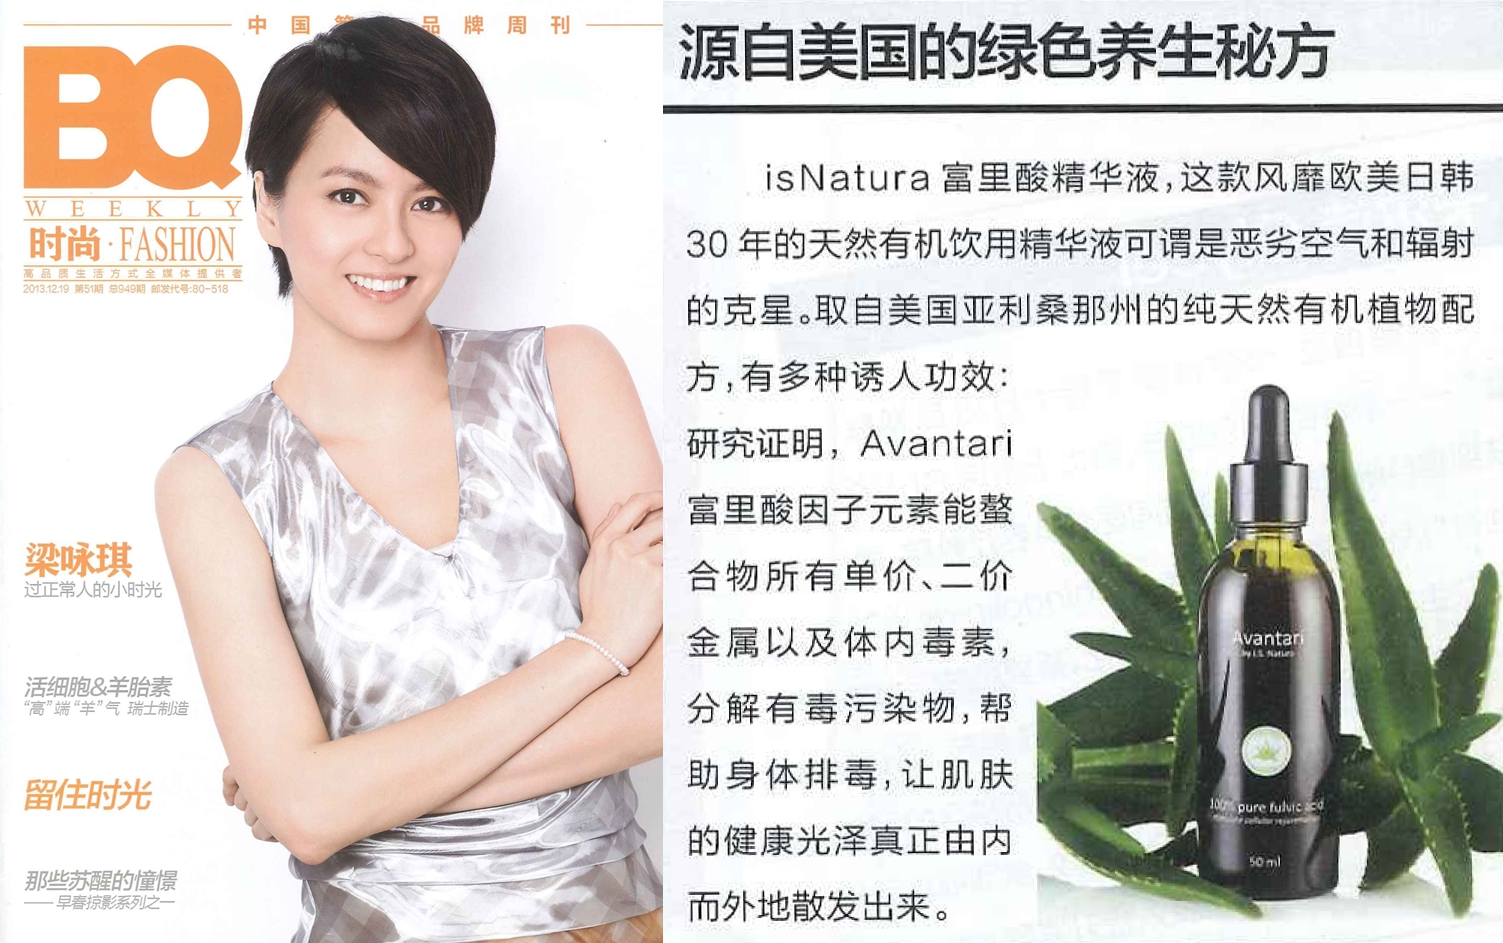 中国 品牌周刊
BQ
WEEKLY
时尚·FASHION
高品质生活方式全媒体提供者
2013.12.19 第51期 总949期 邮发代号:80-518
梁咏琪
过正常人的小时光
活细胞&羊胎素
“高”端“羊”气 瑞士制造
留住时光
那些苏醒的憧憬
—— 早春掠影系列之一
源自美国的绿色养生秘方
isNatura 富里酸精华液,这款风靡欧美日韩
30 年的天然有机饮用精华液可谓是恶劣空气和辐射
的克星。取自美国亚利桑那州的纯天然有机植物配
方,有多种诱人功效:
研究证明, Avantari
富里酸因子元素能螯
合物所有单价、二价
金属以及体内毒素,
分解有毒污染物,帮
助身体排毒,让肌肤
的健康光泽真正由内
而外地散发出来。
Avantari
by I.S. Natura
100% pure fulvic acid
50 ml